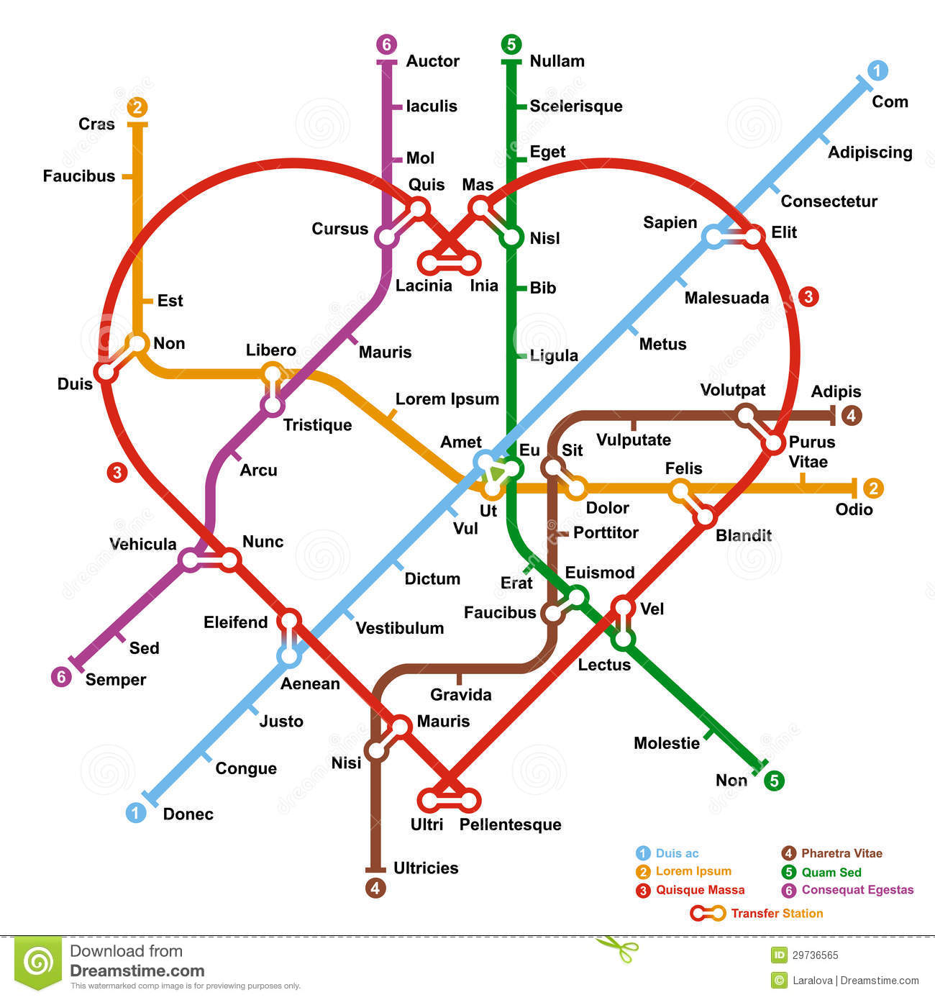 6
Auctor
5
Nullam
1
Com
Iaculis
Scelerisque
2
Cras
Mol
Eget
Adipiscing
Faucibus
Quis
Mas
Consectetur
Cursus
Nisl
Sapien
Elit
Lacinia
Inia
Bib
Malesuada
3
Est
Non
Libero
Mauris
Ligula
Metus
Duis
Lorem Ipsum
Volutpat
Adipis
4
Tristique
Amet
Eu
Sit
Vulputate
Purus
Vitae
3
Arcu
Felis
2
Ut
Dolor
Odio
Vul
Porttitor
Blandit
Vehicula
Nunc
Dictum
Erat
Euismod
Eleifend
Vestibulum
Faucibus
Vel
Sed
Lectus
6
Semper
Aenean
Gravida
Justo
Mauris
Molestie
Nisi
Congue
Non
5
1
Donec
Ultri
Pellentesque
Ultricies
4
1 Duis ac
2 Lorem Ipsum
3 Quisque Massa
4 Pharetra Vitae
5 Quam Sed
6 Consequat Egestas
Transfer Station
dreamstime
Download from
Dreamstime.com
This watermarked comp image is for previewing purposes only.
ID 29736565
© Laralova | Dreamstime.com